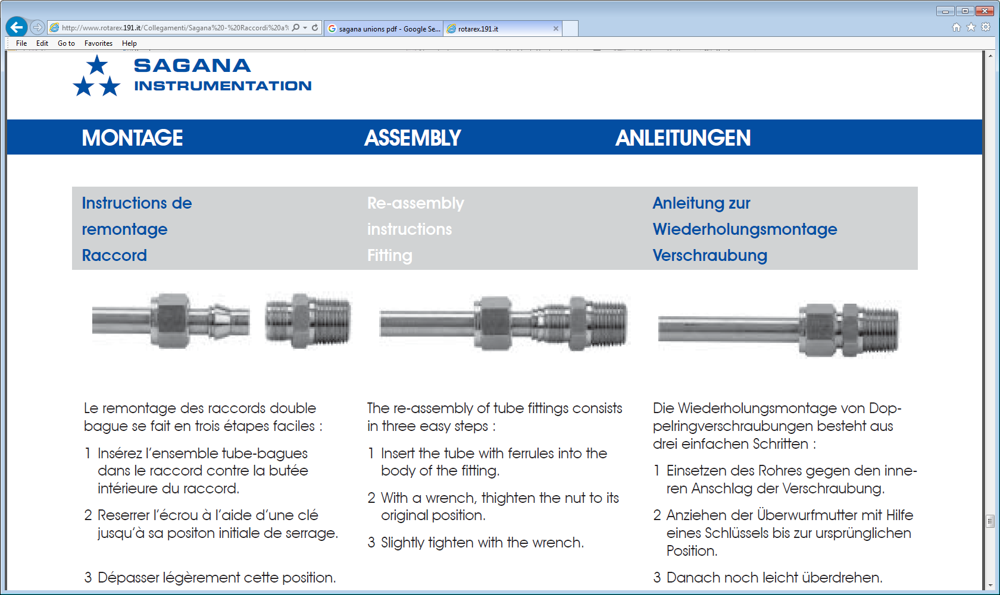 http://www.rotarex.191.it/Collegamenti/Sagana%20-%20Raccordi%20a%
sagana unions pdf - Google Se...
rotarex.191.it
File Edit Go to Favorites Help
SAGANA
INSTRUMENTATION
MONTAGE ASSEMBLY ANLEITUNGEN
Instructions de
remontage
Raccord
Re-assembly
instructions
Fitting
Anleitung zur
Wiederholungsmontage
Verschraubung
Le remontage des raccords double
bague se fait en trois étapes faciles :
1 Insérez l'ensemble tube-bagues
dans le raccord contre la butée
intérieure du raccord.
2 Reserrer l'écrou à l'aide d'une clé
jusqu'à sa positon initiale de serrage.
3 Dépasser légèrement cette position.
The re-assembly of tube fittings consists
in three easy steps :
1 Insert the tube with ferrules into the
body of the fitting.
2 With a wrench, thighten the nut to its
original position.
3 Slightly tighten with the wrench.
Die Wiederholungsmontage von Dop-
pelringverschraubungen besteht aus
drei einfachen Schritten :
1 Einsetzen des Rohres gegen den inne-
ren Anschlag der Verschraubung.
2 Anziehen der Überwurfmutter mit Hilfe
eines Schlüssels bis zur ursprünglichen
Position.
3 Danach noch leicht überdrehen.